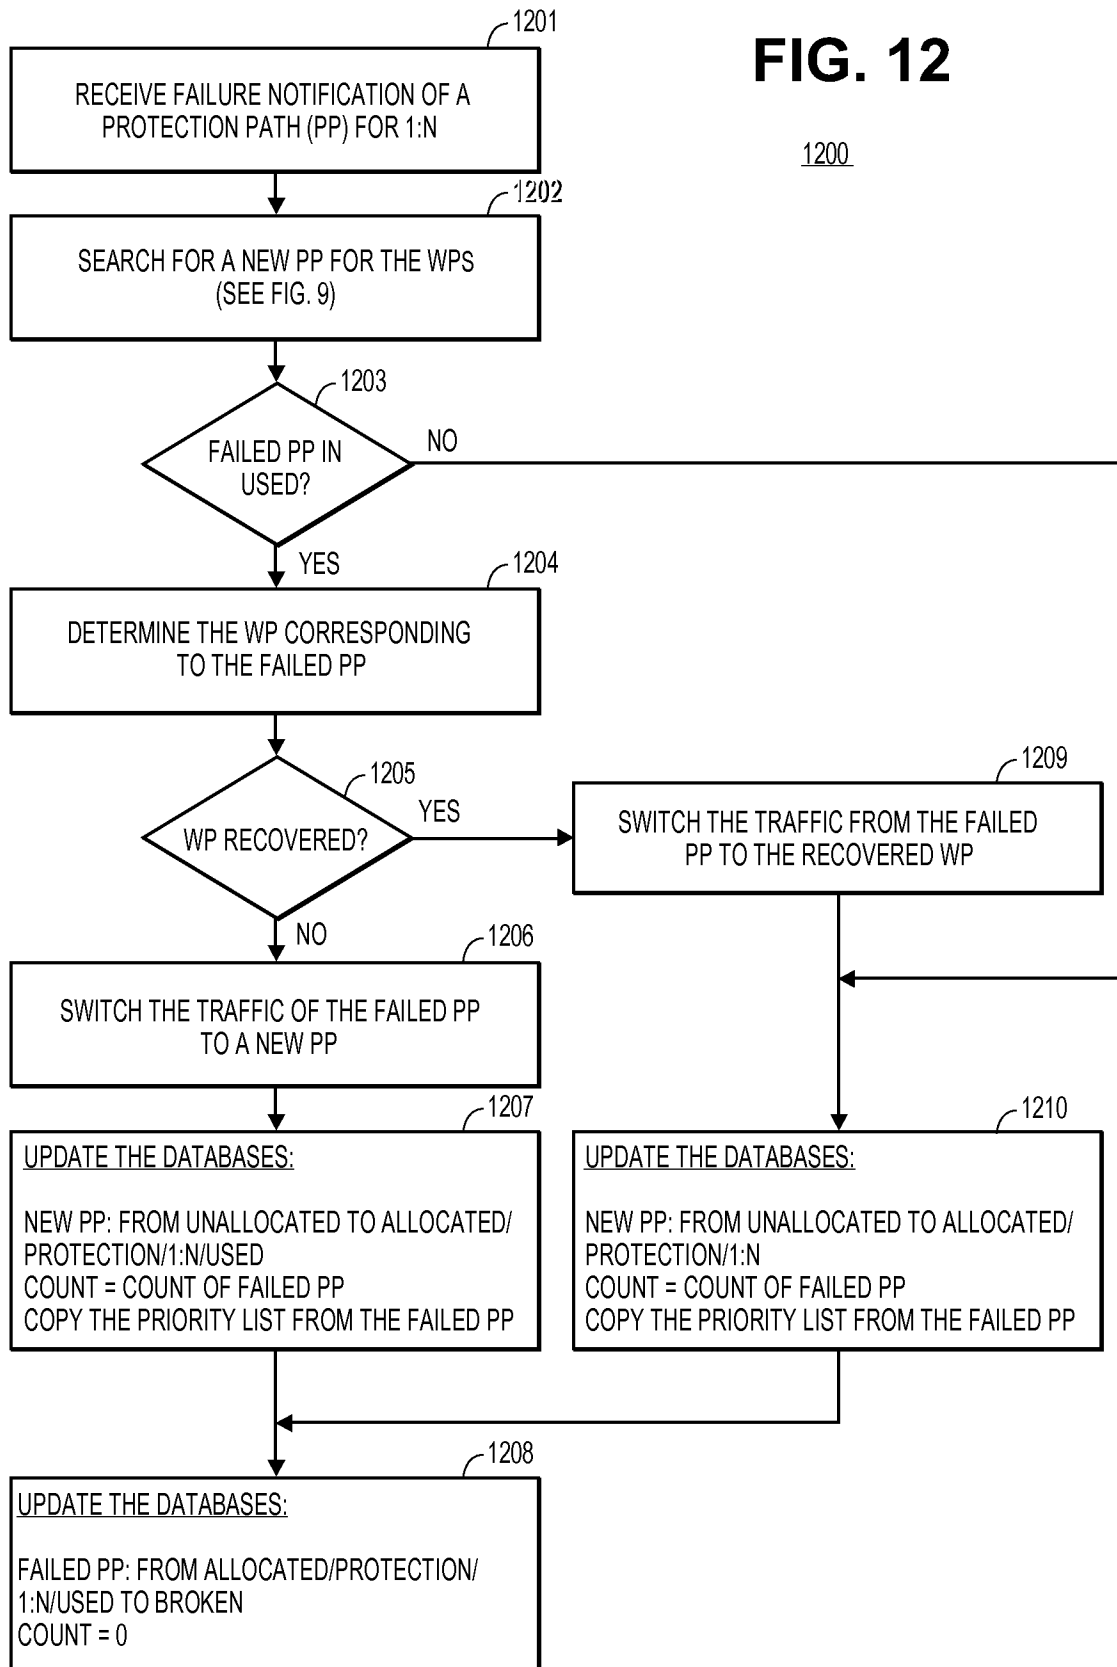 FIG. 12
1200
1201
RECEIVE FAILURE NOTIFICATION OF A
PROTECTION PATH (PP) FOR 1:N
1202
SEARCH FOR A NEW PP FOR THE WPS
(SEE FIG. 9)
1203
FAILED PP IN
USED?
NO
YES
1204
DETERMINE THE WP CORRESPONDING
TO THE FAILED PP
1205
WP RECOVERED?
YES
NO
1209
SWITCH THE TRAFFIC FROM THE FAILED
PP TO THE RECOVERED WP
1206
SWITCH THE TRAFFIC OF THE FAILED PP
TO A NEW PP
1207
UPDATE THE DATABASES:
NEW PP: FROM UNALLOCATED TO ALLOCATED/
PROTECTION/1:N/USED
COUNT = COUNT OF FAILED PP
COPY THE PRIORITY LIST FROM THE FAILED PP
1210
UPDATE THE DATABASES:
NEW PP: FROM UNALLOCATED TO ALLOCATED/
PROTECTION/1:N
COUNT = COUNT OF FAILED PP
COPY THE PRIORITY LIST FROM THE FAILED PP
1208
UPDATE THE DATABASES:
FAILED PP: FROM ALLOCATED/PROTECTION/
1:N/USED TO BROKEN
COUNT = 0